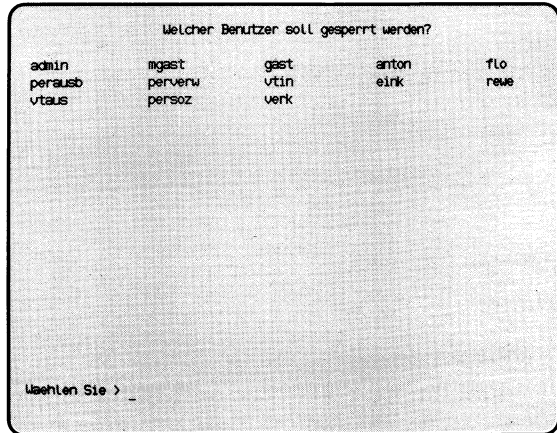 Welcher Benutzer soll gesperrt werden?
admin mgast gast anton flo
perausb perverw vtin eink rewe
vtaus persoz verk
Waehlen Sie > _